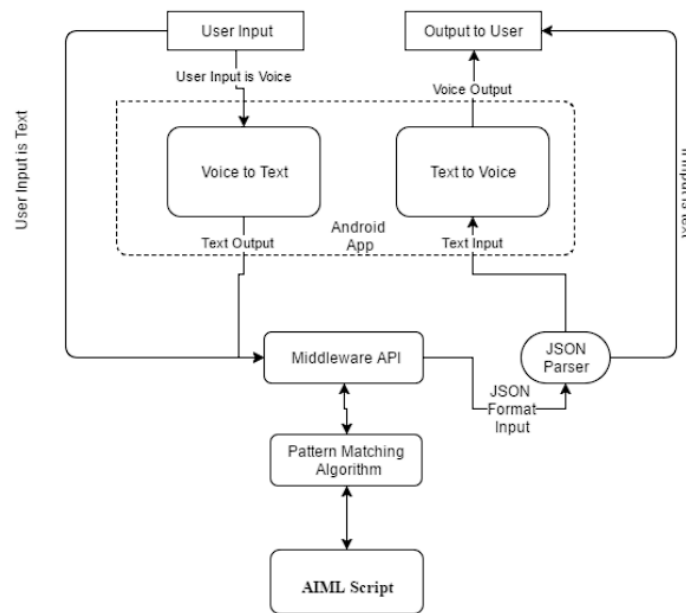 User Input
Output to User
User Input is Voice
Voice Output
User Input is Text
Voice to Text
Text to Voice
Android
App
Text Output
Text Input
Middleware API
JSON
Parser
JSON
Format
Input
Pattern Matching
Algorithm
AIML Script